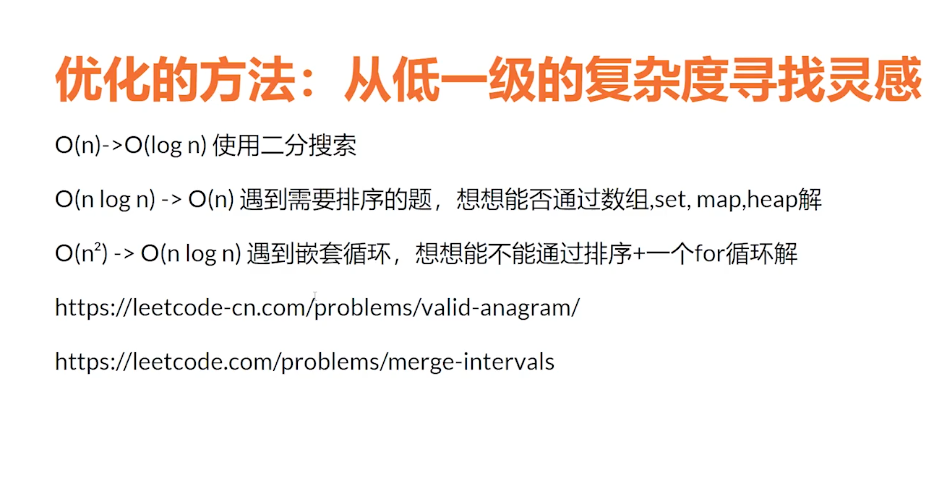 优化的方法：从低一级的复杂度寻找灵感
O(n)->O(log n) 使用二分搜索
O(n log n) -> O(n) 遇到需要排序的题，想想能否通过数组,set, map,heap解
O(n²) -> O(n log n) 遇到嵌套循环，想想能不能通过排序+一个for循环解
https://leetcode-cn.com/problems/valid-anagram/
https://leetcode.com/problems/merge-intervals